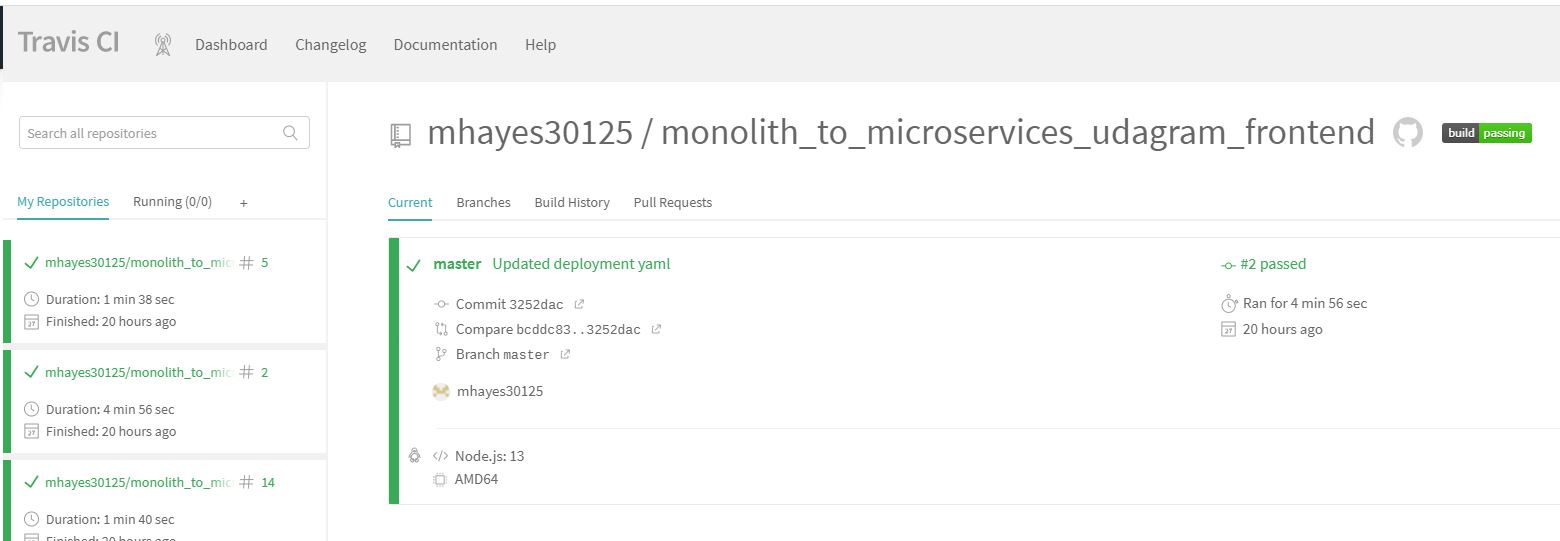 Travis CI
Dashboard
Changelog
Documentation
Help
Search all repositories
My Repositories
Running (0/0)
+
mhayes30125/monolith_to_mic
# 5
Duration: 1 min 38 sec
Finished: 20 hours ago
mhayes30125/monolith_to_mic
# 2
Duration: 4 min 56 sec
Finished: 20 hours ago
mhayes30125/monolith_to_mic
# 14
Duration: 1 min 40 sec
Finished: 20 hours ago
mhayes30125 / monolith_to_microservices_udagram_frontend
build passing
Current
Branches
Build History
Pull Requests
master Updated deployment yaml
Commit 3252dac
Compare bcddc83..3252dac
Branch master
mhayes30125
#2 passed
Ran for 4 min 56 sec
20 hours ago
Node.js: 13
AMD64